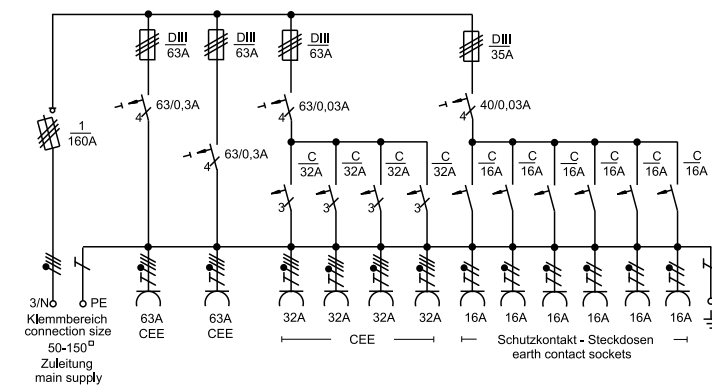 DIII
63A
DIII
63A
DIII
63A
DIII
35A
1
160A
63/0,3A
4
63/0,3A
4
63/0,03A
4
40/0,03A
4
C
32A
C
32A
C
32A
C
32A
C
16A
C
16A
C
16A
C
16A
C
16A
C
16A
3
3
3
3
3/N
PE
Klemmbereich
connection size
50-150□
Zuleitung
main supply
63A
CEE
63A
CEE
32A 32A 32A 32A
CEE
16A 16A 16A 16A 16A 16A
Schutzkontakt - Steckdosen
earth contact sockets